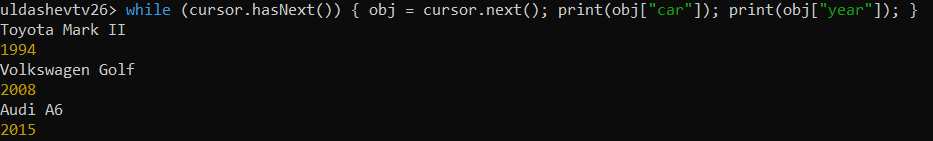 uldashevtv26> while (cursor.hasNext()) { obj = cursor.next(); print(obj["car"]); print(obj["year"]); }
Toyota Mark II
1994
Volkswagen Golf
2008
Audi A6
2015